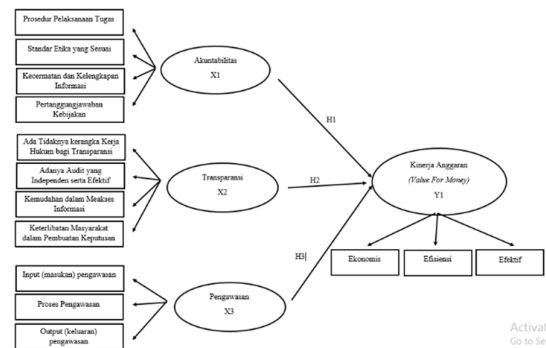 Prosedur Pelaksanaan Tugas
Standar Etika yang Sesuai
Kecermatan dan Kelengkapan
Informasi
Pertanggungjawaban
Kebijakan
Akuntabilitas
X1
H1
Ada Tidaknya kerangka Kerja
Hukum bagi Transparansi
Adanya Audit yang
Independen serta Efektif
Kemudahan dalam Meakses
Informasi
Keterlibatan Masyarakat
dalam Pembuatan Keputusan
Transparansi
X2
H2
Kinerja Anggaran
(Value For Money)
Y1
Ekonomis
Efisiensi
Efektif
Input (masukan) pengawasan
Proses Pengawasan
Output (keluaran)
pengawasan
Pengawasan
X3
H3
Activat
Go to Se